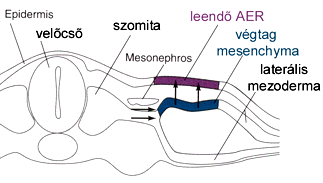 Epidermis
velőcső
szomita
Mesonephros
leendő AER
végtag
mesenchyma
laterális
mezoderma